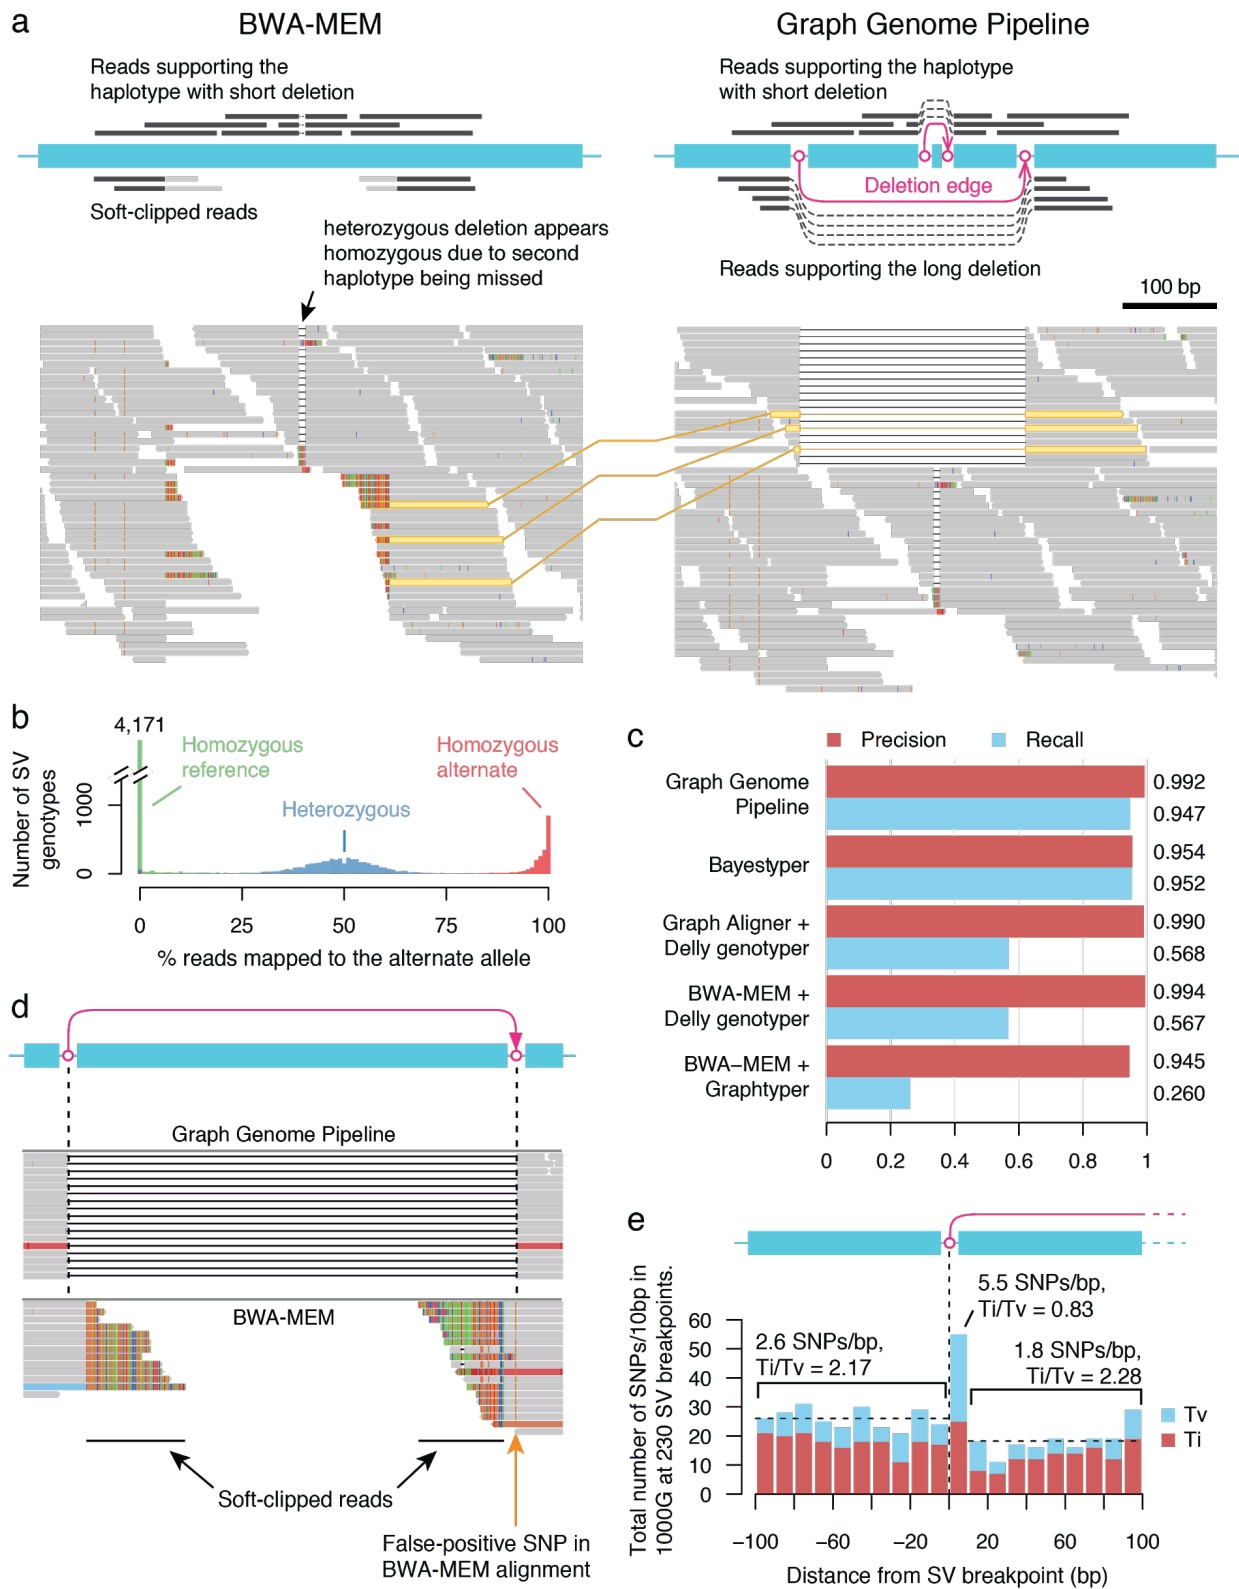 a
BWA-MEM
Graph Genome Pipeline
Reads supporting the
haplotype with short deletion
Soft-clipped reads
heterozygous deletion appears
homozygous due to second
haplotype being missed
Reads supporting the haplotype
with short deletion
Deletion edge
Reads supporting the long deletion
100 bp
b
4,171
Number of SV
genotypes
1000
0
Homozygous
reference
Heterozygous
Homozygous
alternate
0
25
50
75
100
% reads mapped to the alternate allele
c
Precision
Recall
Graph Genome
Pipeline
0.992
0.947
Bayestyper
0.954
0.952
Graph Aligner +
Delly genotyper
0.990
0.568
BWA-MEM +
Delly genotyper
0.994
0.567
BWA–MEM +
Graphtyper
0.945
0.260
0
0.2
0.4
0.6
0.8
1
d
Graph Genome Pipeline
BWA-MEM
Soft-clipped reads
False-positive SNP in
BWA-MEM alignment
e
Total number of SNPs/10bp in
1000G at 230 SV breakpoints.
60
50
40
30
20
10
0
2.6 SNPs/bp,
Ti/Tv = 2.17
5.5 SNPs/bp,
Ti/Tv = 0.83
1.8 SNPs/bp,
Ti/Tv = 2.28
Tv
Ti
−100
−60
−20
20
60
100
Distance from SV breakpoint (bp)